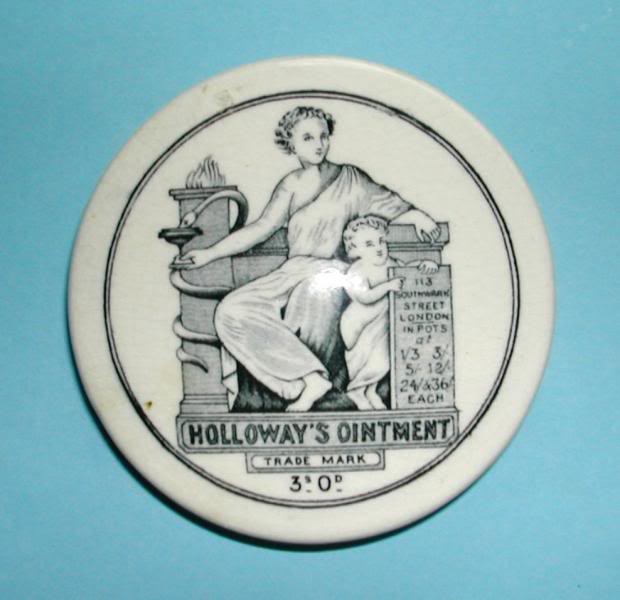 113
SOUTHWARK
STREET
LONDON
IN POTS
at
1/3 3/-
5/- 12/-
24/- & 36/-
EACH
HOLLOWAY'S OINTMENT
TRADE MARK
3S 0D